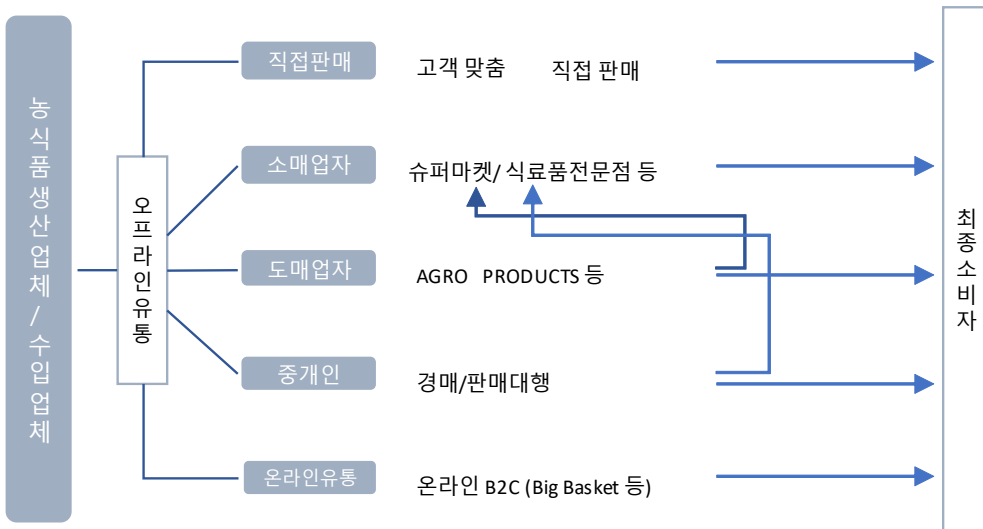 농식품생산업체/수입업체
오프라인유통
직접판매
고객 맞춤 직접 판매
소매업자
슈퍼마켓/ 식료품전문점 등
도매업자
AGRO PRODUCTS 등
중개인
경매/판매대행
온라인유통
온라인 B2C (Big Basket 등)
최종소비자